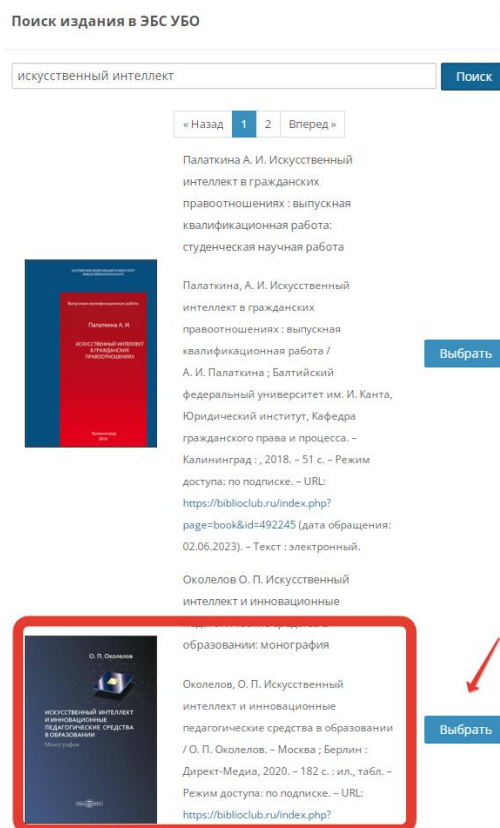 Поиск издания в ЭБС УБО
искусственный интеллект
Поиск
« Назад 1 2 Вперед »
Палаткина А. И. Искусственный
интеллект в гражданских
правоотношениях : выпускная
квалификационная работа:
студенческая научная работа
Выпускная квалификационная работа
Палаткина А. И.
ИСКУССТВЕННЫЙ ИНТЕЛЛЕКТ
В ГРАЖДАНСКИХ
ПРАВООТНОШЕНИЯХ
Калининград
2018
Палаткина, А. И. Искусственный
интеллект в гражданских
правоотношениях : выпускная
квалификационная работа /
А. И. Палаткина ; Балтийский
федеральный университет им. И. Канта,
Юридический институт, Кафедра
гражданского права и процесса. –
Калининград : , 2018. – 51 с. – Режим
доступа: по подписке. – URL:
https://biblioclub.ru/index.php?
page=book&id=492245 (дата обращения:
02.06.2023). – Текст : электронный.
Выбрать
Околелов О. П. Искусственный
интеллект и инновационные
педагогические средства в
образовании: монография
О. П. Околелов
ИСКУССТВЕННЫЙ ИНТЕЛЛЕКТ
И ИННОВАЦИОННЫЕ
ПЕДАГОГИЧЕСКИЕ СРЕДСТВА
В ОБРАЗОВАНИИ
Монография
Околелов, О. П. Искусственный
интеллект и инновационные
педагогические средства в образовании
/ О. П. Околелов. – Москва ; Берлин :
Директ-Медиа, 2020. – 182 с. : ил., табл. –
Режим доступа: по подписке. – URL:
https://biblioclub.ru/index.php?
Выбрать